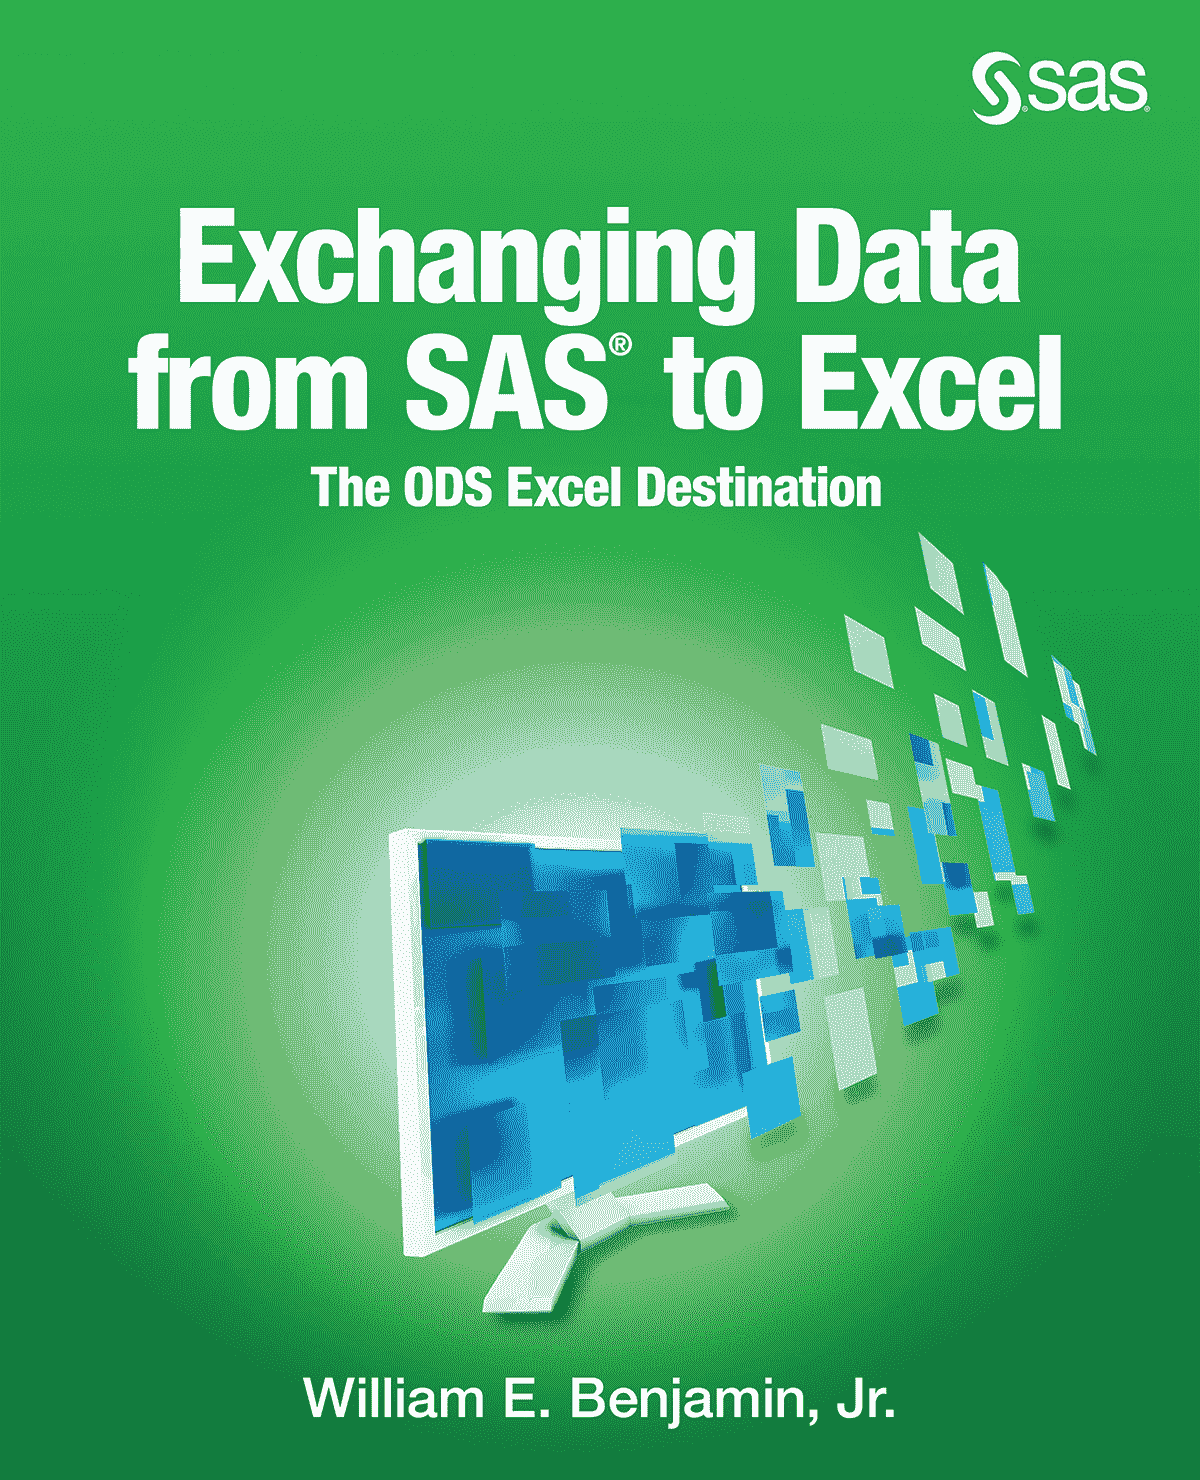 sas
Exchanging Data
from SAS® to Excel
The ODS Excel Destination
William E. Benjamin, Jr.